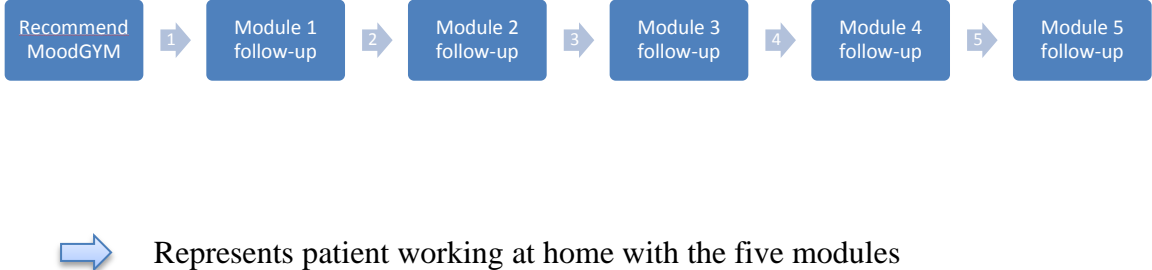 Recommend
MoodGYM
1
Module 1
follow-up
2
Module 2
follow-up
3
Module 3
follow-up
4
Module 4
follow-up
5
Module 5
follow-up
Represents patient working at home with the five modules